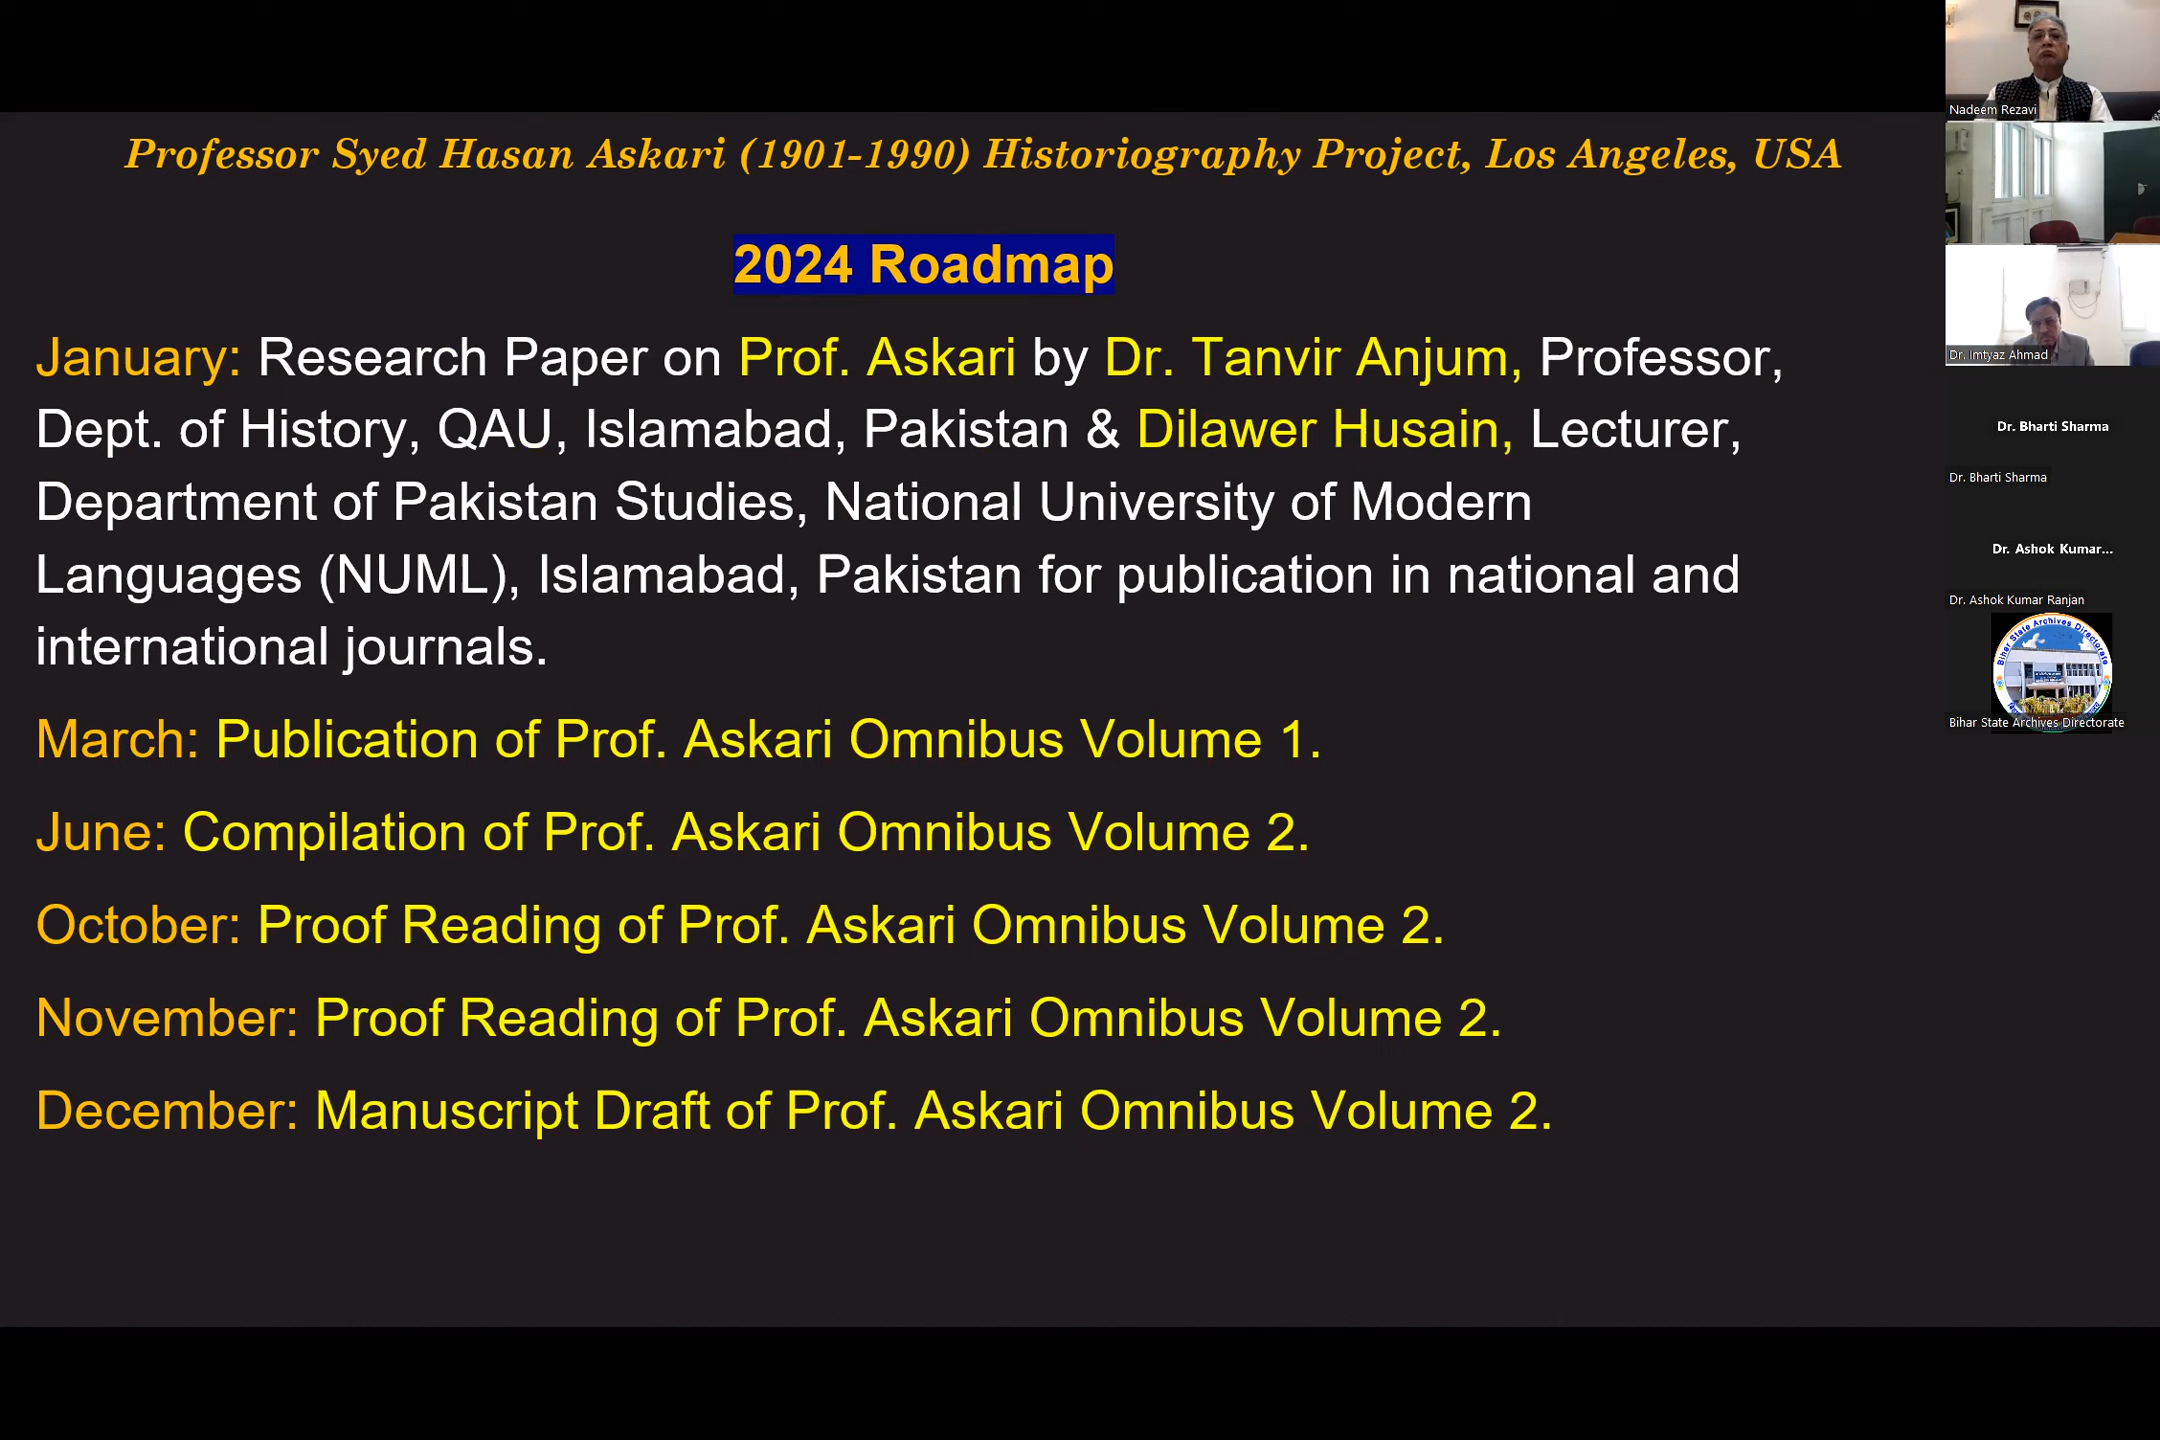 Professor Syed Hasan Askari (1901-1990) Historiography Project, Los Angeles, USA
2024 Roadmap
January: Research Paper on Prof. Askari by Dr. Tanvir Anjum, Professor,
Dept. of History, QAU, Islamabad, Pakistan & Dilawer Husain, Lecturer,
Department of Pakistan Studies, National University of Modern
Languages (NUML), Islamabad, Pakistan for publication in national and
international journals.
March: Publication of Prof. Askari Omnibus Volume 1.
June: Compilation of Prof. Askari Omnibus Volume 2.
October: Proof Reading of Prof. Askari Omnibus Volume 2.
November: Proof Reading of Prof. Askari Omnibus Volume 2.
December: Manuscript Draft of Prof. Askari Omnibus Volume 2.
Nadeem Rezavi
Dr. Imtyaz Ahmad
Dr. Bharti Sharma
Dr. Bharti Sharma
Dr. Ashok Kumar...
Dr. Ashok Kumar Ranjan
Bihar State Archives Directorate
Bihar State Archives Directorate